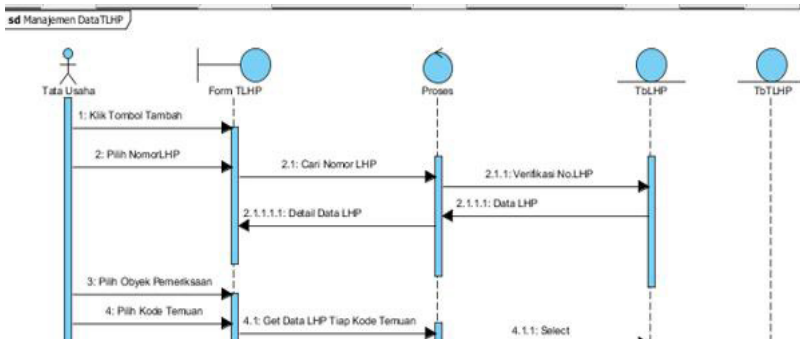 sd Manajemen DataTLHP
Tata Usaha
Form TLHP
Proses
TbLHP
TbTLHP
1: Klik Tombol Tambah
2: Pilih NomorLHP
2.1: Cari Nomor LHP
2.1.1: Verifikasi No.LHP
2.1.1.1: Data LHP
2.1.1.1.1: Detail Data LHP
3: Pilih Obyek Pemeriksaan
4: Pilih Kode Temuan
4.1: Get Data LHP Tiap Kode Temuan
4.1.1: Select